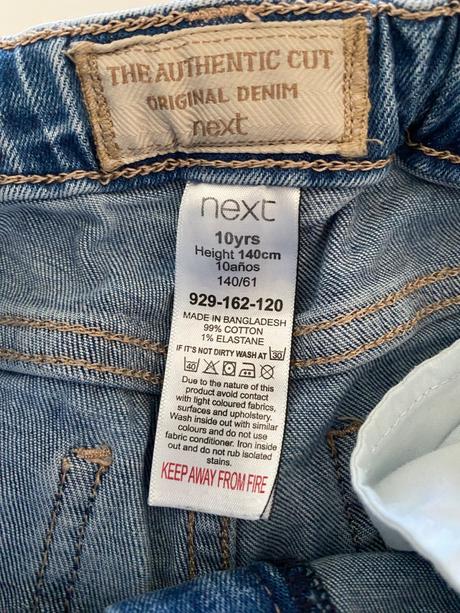 next
THE AUTHENTIC CUT
ORIGINAL DENIM
next
next
10yrs
Height 140cm
10años
140/61
929-162-120
MADE IN BANGLADESH
99% COTTON
1% ELASTANE
IF IT'S NOT DIRTY WASH AT 30
40
Due to the nature of this
product avoid contact
with light coloured fabrics,
surfaces and upholstery.
Wash inside out with similar
colours and do not use
fabric conditioner. Iron inside
out and do not rub isolated
stains.
KEEP AWAY FROM FIRE